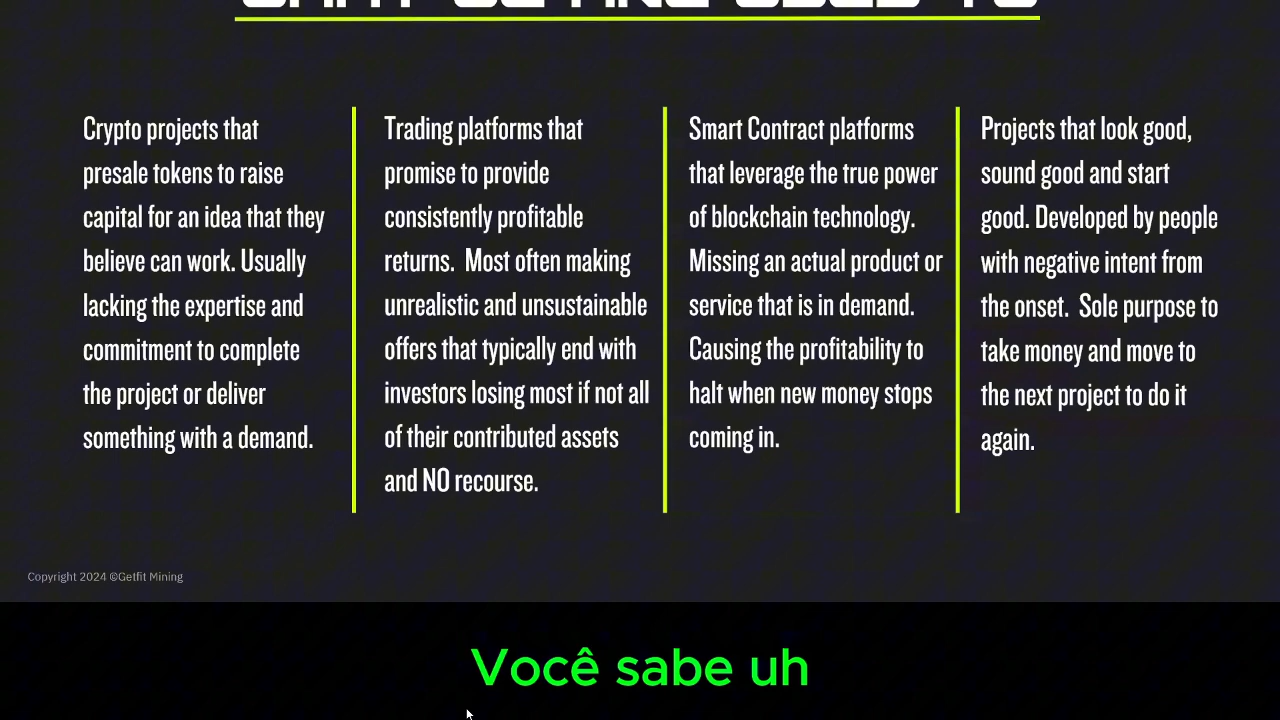 Crypto projects that
presale tokens to raise
capital for an idea that they
believe can work. Usually
lacking the expertise and
commitment to complete
the project or deliver
something with a demand.
Trading platforms that
promise to provide
consistently profitable
returns.  Most often making
unrealistic and unsustainable
offers that typically end with
investors losing most if not all
of their contributed assets
and NO recourse.
Smart Contract platforms
that leverage the true power
of blockchain technology.
Missing an actual product or
service that is in demand.
Causing the profitability to
halt when new money stops
coming in.
Projects that look good,
sound good and start
good. Developed by people
with negative intent from
the onset.  Sole purpose to
take money and move to
the next project to do it
again.
Copyright 2024 ©Getfit Mining
Você sabe uh